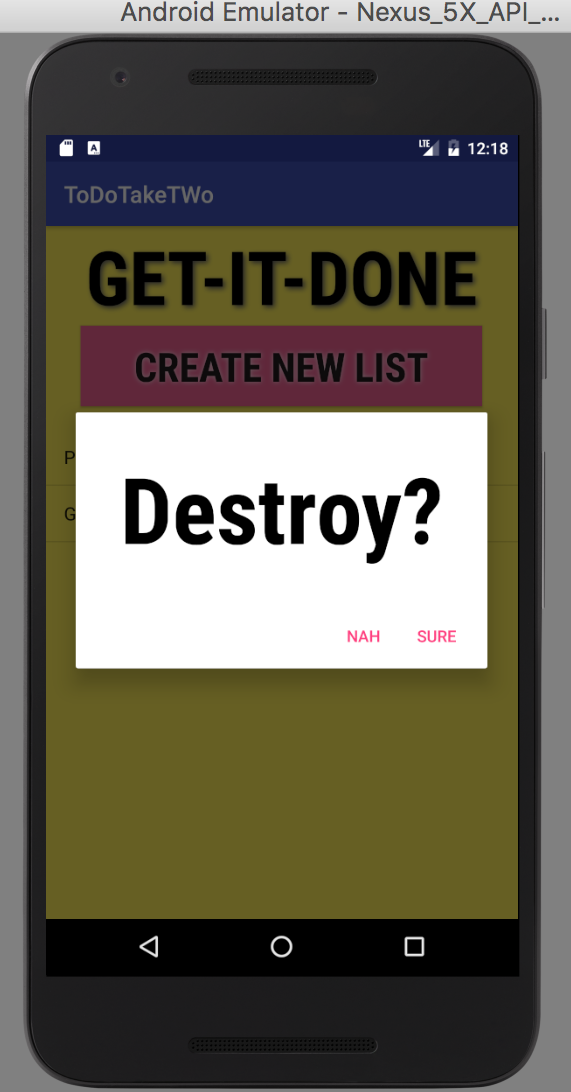 Android Emulator - Nexus_5X_API_...
LTE 12:18
ToDoTakeTWo
GET-IT-DONE
CREATE NEW LIST
P
Destroy?
G
NAH SURE